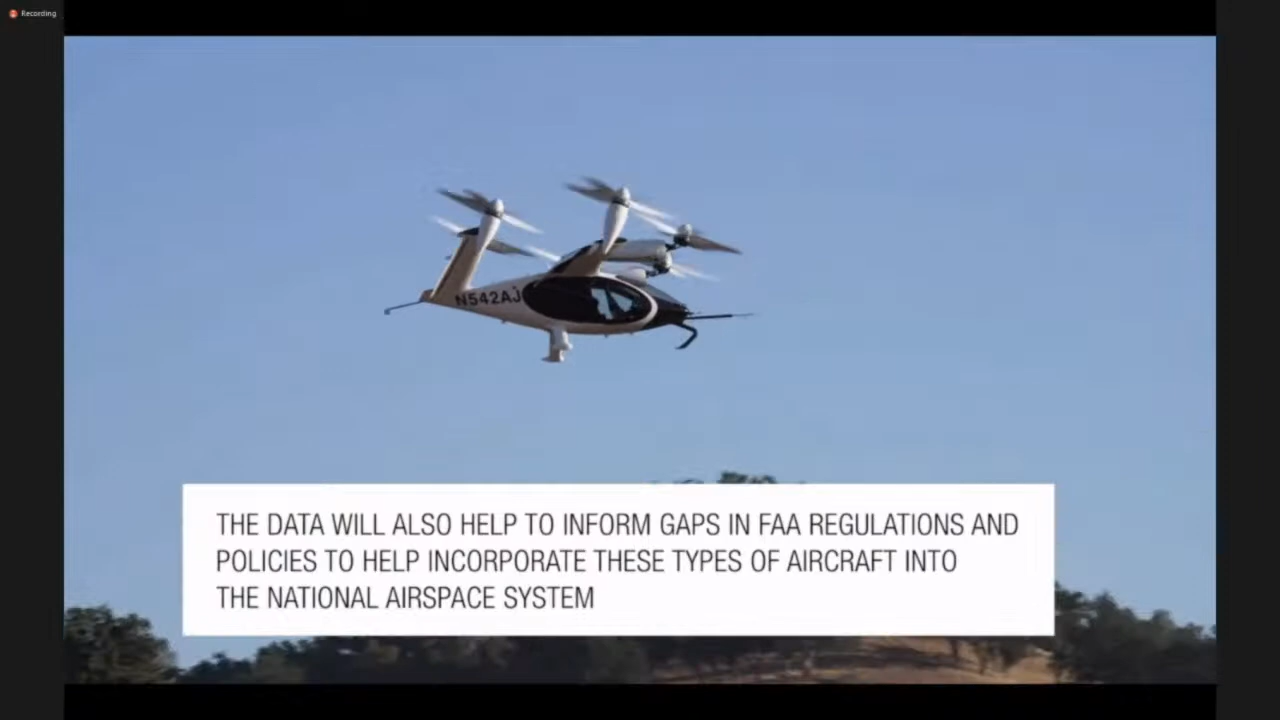 Recording
N542AJ
THE DATA WILL ALSO HELP TO INFORM GAPS IN FAA REGULATIONS AND
POLICIES TO HELP INCORPORATE THESE TYPES OF AIRCRAFT INTO
THE NATIONAL AIRSPACE SYSTEM